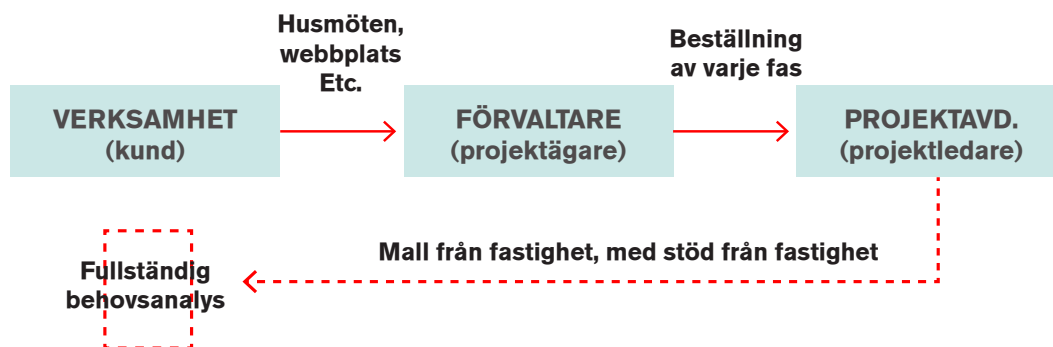 Husmöten,
webbplats
Etc.
Beställning
av varje fas
VERKSAMHET
(kund)
FÖRVALTARE
(projektägare)
PROJEKTAVD.
(projektledare)
Mall från fastighet, med stöd från fastighet
Fullständig
behovsanalys